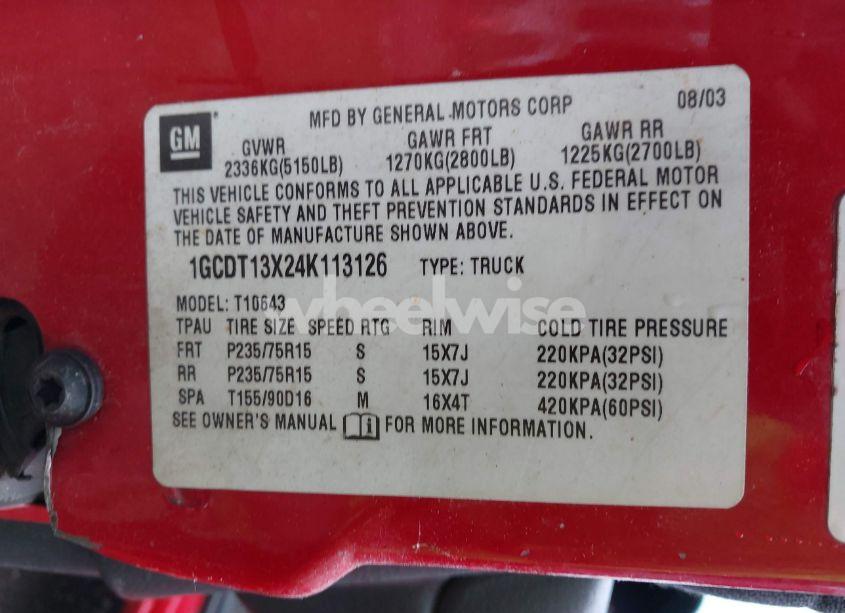 MFD BY GENERAL MOTORS CORP 08/03
GM
GVWR GAWR FRT GAWR RR
2336KG(5150LB) 1270KG(2800LB) 1225KG(2700LB)
THIS VEHICLE CONFORMS TO ALL APPLICABLE U.S. FEDERAL MOTOR
VEHICLE SAFETY AND THEFT PREVENTION STANDARDS IN EFFECT ON
THE DATE OF MANUFACTURE SHOWN ABOVE.
1GCDT13X24K113126 TYPE: TRUCK
MODEL: T10643
wheelwise
TPAU TIRE SIZE SPEED RTG RIM COLD TIRE PRESSURE
FRT P235/75R15 S 15X7J 220KPA(32PSI)
RR P235/75R15 S 15X7J 220KPA(32PSI)
SPA T155/90D16 M 16X4T 420KPA(60PSI)
SEE OWNER'S MANUAL i FOR MORE INFORMATION.